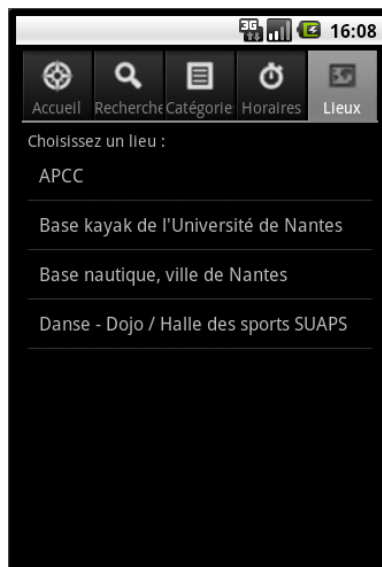 3G 16:08
Accueil Recherche Catégorie Horaires Lieux
Choisissez un lieu :
APCC
Base kayak de l'Université de Nantes
Base nautique, ville de Nantes
Danse - Dojo / Halle des sports SUAPS